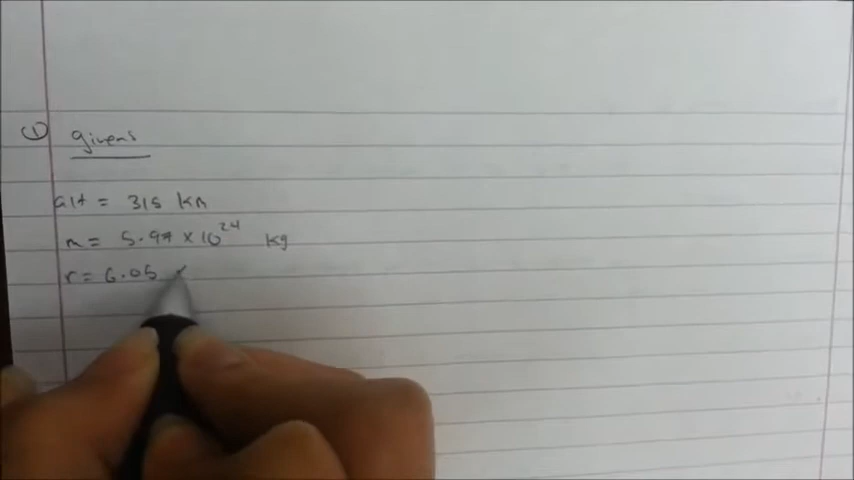 ① givens
alt = 315 km
m = 5.97 × 10²⁴ kg
r = 6.05